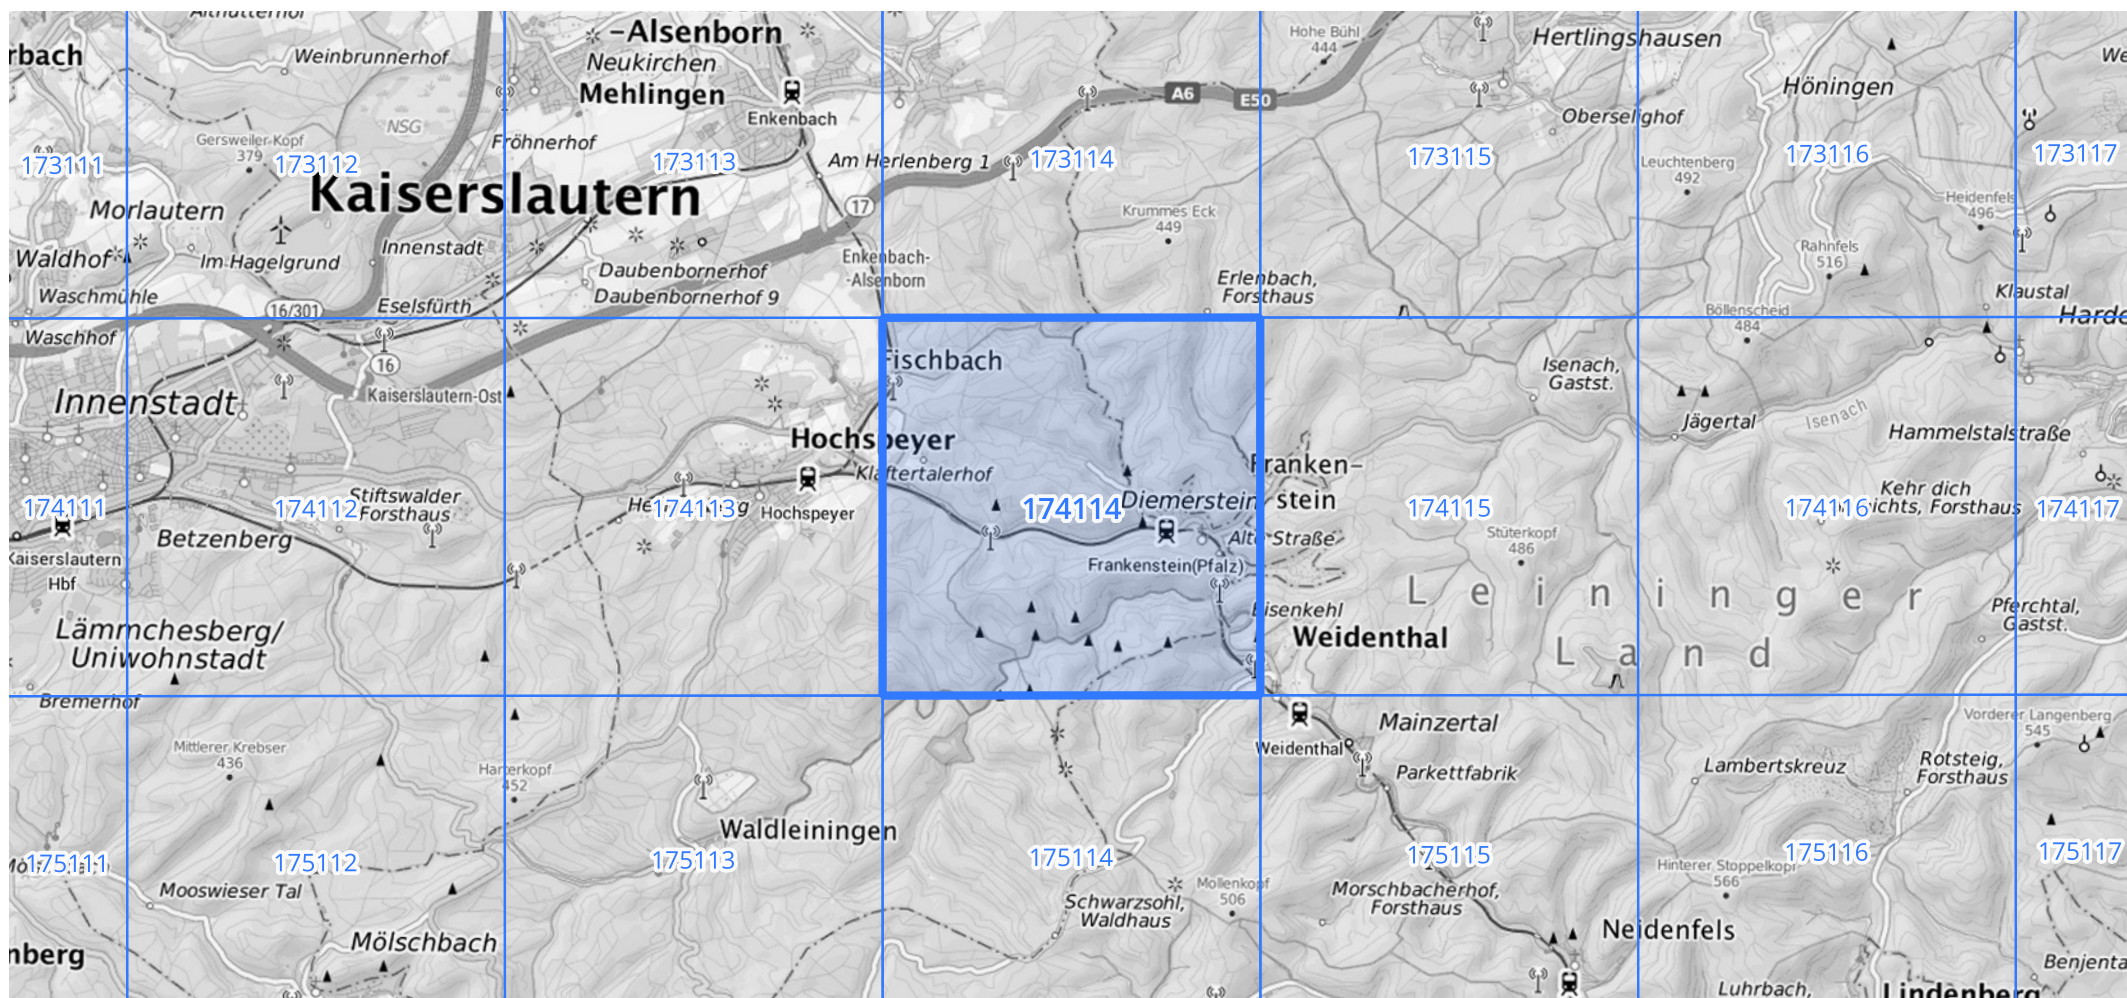 Althütterhof
-Alsenborn
Hohe Bühl
444
Hertlingshausen
rbach
Weinbrunnerhof
Neukirchen
Mehlingen
Enkenbach
A6
E50
Höningen
NSG
Gersweiler Kopf
379
Fröhnerhof
Am Herlenberg 1
Oberselighof
Leuchtenberg
492
173111
173112
173113
173114
173115
173116
173117
Kaiserslautern
Morlautern
17
Krummes Eck
449
Heidenfels
496
Waldhof
Im Hagelgrund
Innenstadt
Daubenbornerhof
Daubenbornerhof 9
Enkenbach-
-Alsenborn
Erlenbach,
Forsthaus
Rahnfels
516
Waschmühle
16/301
Eselsfürth
Klaustal
Böllenscheid
484
Waschhof
16
Kaiserslautern-Ost
Fischbach
Isenach,
Gastst.
Innenstadt
Jägertal
Isenach
Hochspeyer
Klaftertalerhof
Hammelstalstraße
Franken-
stein
Diemerstein
Stiftswalder
Forsthaus
Hochspeyer
Kehr dich
Forsthaus
174111
174112
174113
174114
174115
174116
174117
Betzenberg
Kaiserslautern
Hbf
Alte Straße
Frankenstein(Pfalz)
Stüterkopf
486
Leininger
Land
Eisenkehl
Weidenthal
Pferchtal,
Gastst.
Lämmchesberg/
Uniwohnstadt
Bremerhof
Mittlerer Krebser
436
Harterkopf
452
Mainzertal
Weidenthal
Parkettfabrik
Vorderer Langenberg
545
Lambertskreuz
Rotsteig,
Forsthaus
Waldleiningen
175111
175112
175113
175114
175115
175116
175117
Mooswieser Tal
Mollenkopf
506
Schwarzsohl,
Waldhaus
Morschbacherhof,
Forsthaus
Hinterer Stoppelkopf
566
Mölschbach
nberg
Neidenfels
Benjenta
Luhrbach,
Lindenberg